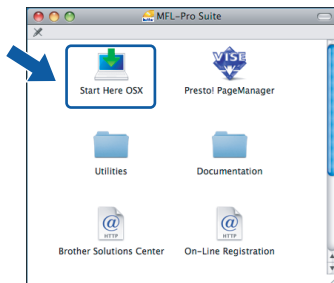 MFL-Pro Suite
VISE
Start Here OSX
Presto! PageManager
Utilities
Documentation
@
HTTP
@
HTTP
Brother Solutions Center
On-Line Registration